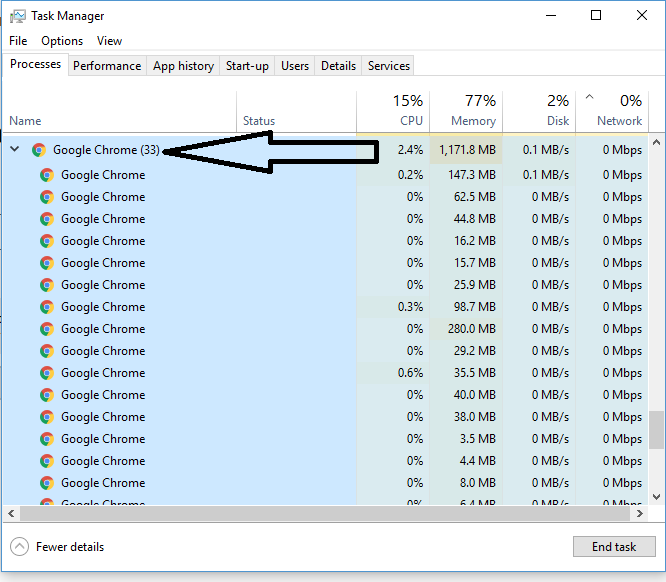 Task Manager
File Options View
Processes Performance App history Start-up Users Details Services
15% 77% 2% 0%
Name Status CPU Memory Disk Network
Google Chrome (33) 2.4% 1,171.8 MB 0.1 MB/s 0 Mbps
Google Chrome 0.2% 147.3 MB 0.1 MB/s 0 Mbps
Google Chrome 0% 62.5 MB 0 MB/s 0 Mbps
Google Chrome 0% 44.8 MB 0 MB/s 0 Mbps
Google Chrome 0% 16.2 MB 0 MB/s 0 Mbps
Google Chrome 0% 15.7 MB 0 MB/s 0 Mbps
Google Chrome 0% 25.9 MB 0 MB/s 0 Mbps
Google Chrome 0.3% 98.7 MB 0 MB/s 0 Mbps
Google Chrome 0% 280.0 MB 0 MB/s 0 Mbps
Google Chrome 0% 29.2 MB 0 MB/s 0 Mbps
Google Chrome 0.6% 35.5 MB 0 MB/s 0 Mbps
Google Chrome 0% 40.0 MB 0 MB/s 0 Mbps
Google Chrome 0% 38.0 MB 0 MB/s 0 Mbps
Google Chrome 0% 3.5 MB 0 MB/s 0 Mbps
Google Chrome 0% 4.4 MB 0 MB/s 0 Mbps
Google Chrome 0% 8.0 MB 0 MB/s 0 Mbps
Google Chrome 0% 6.4 MB 0 MB/s 0 Mbps
Fewer details End task